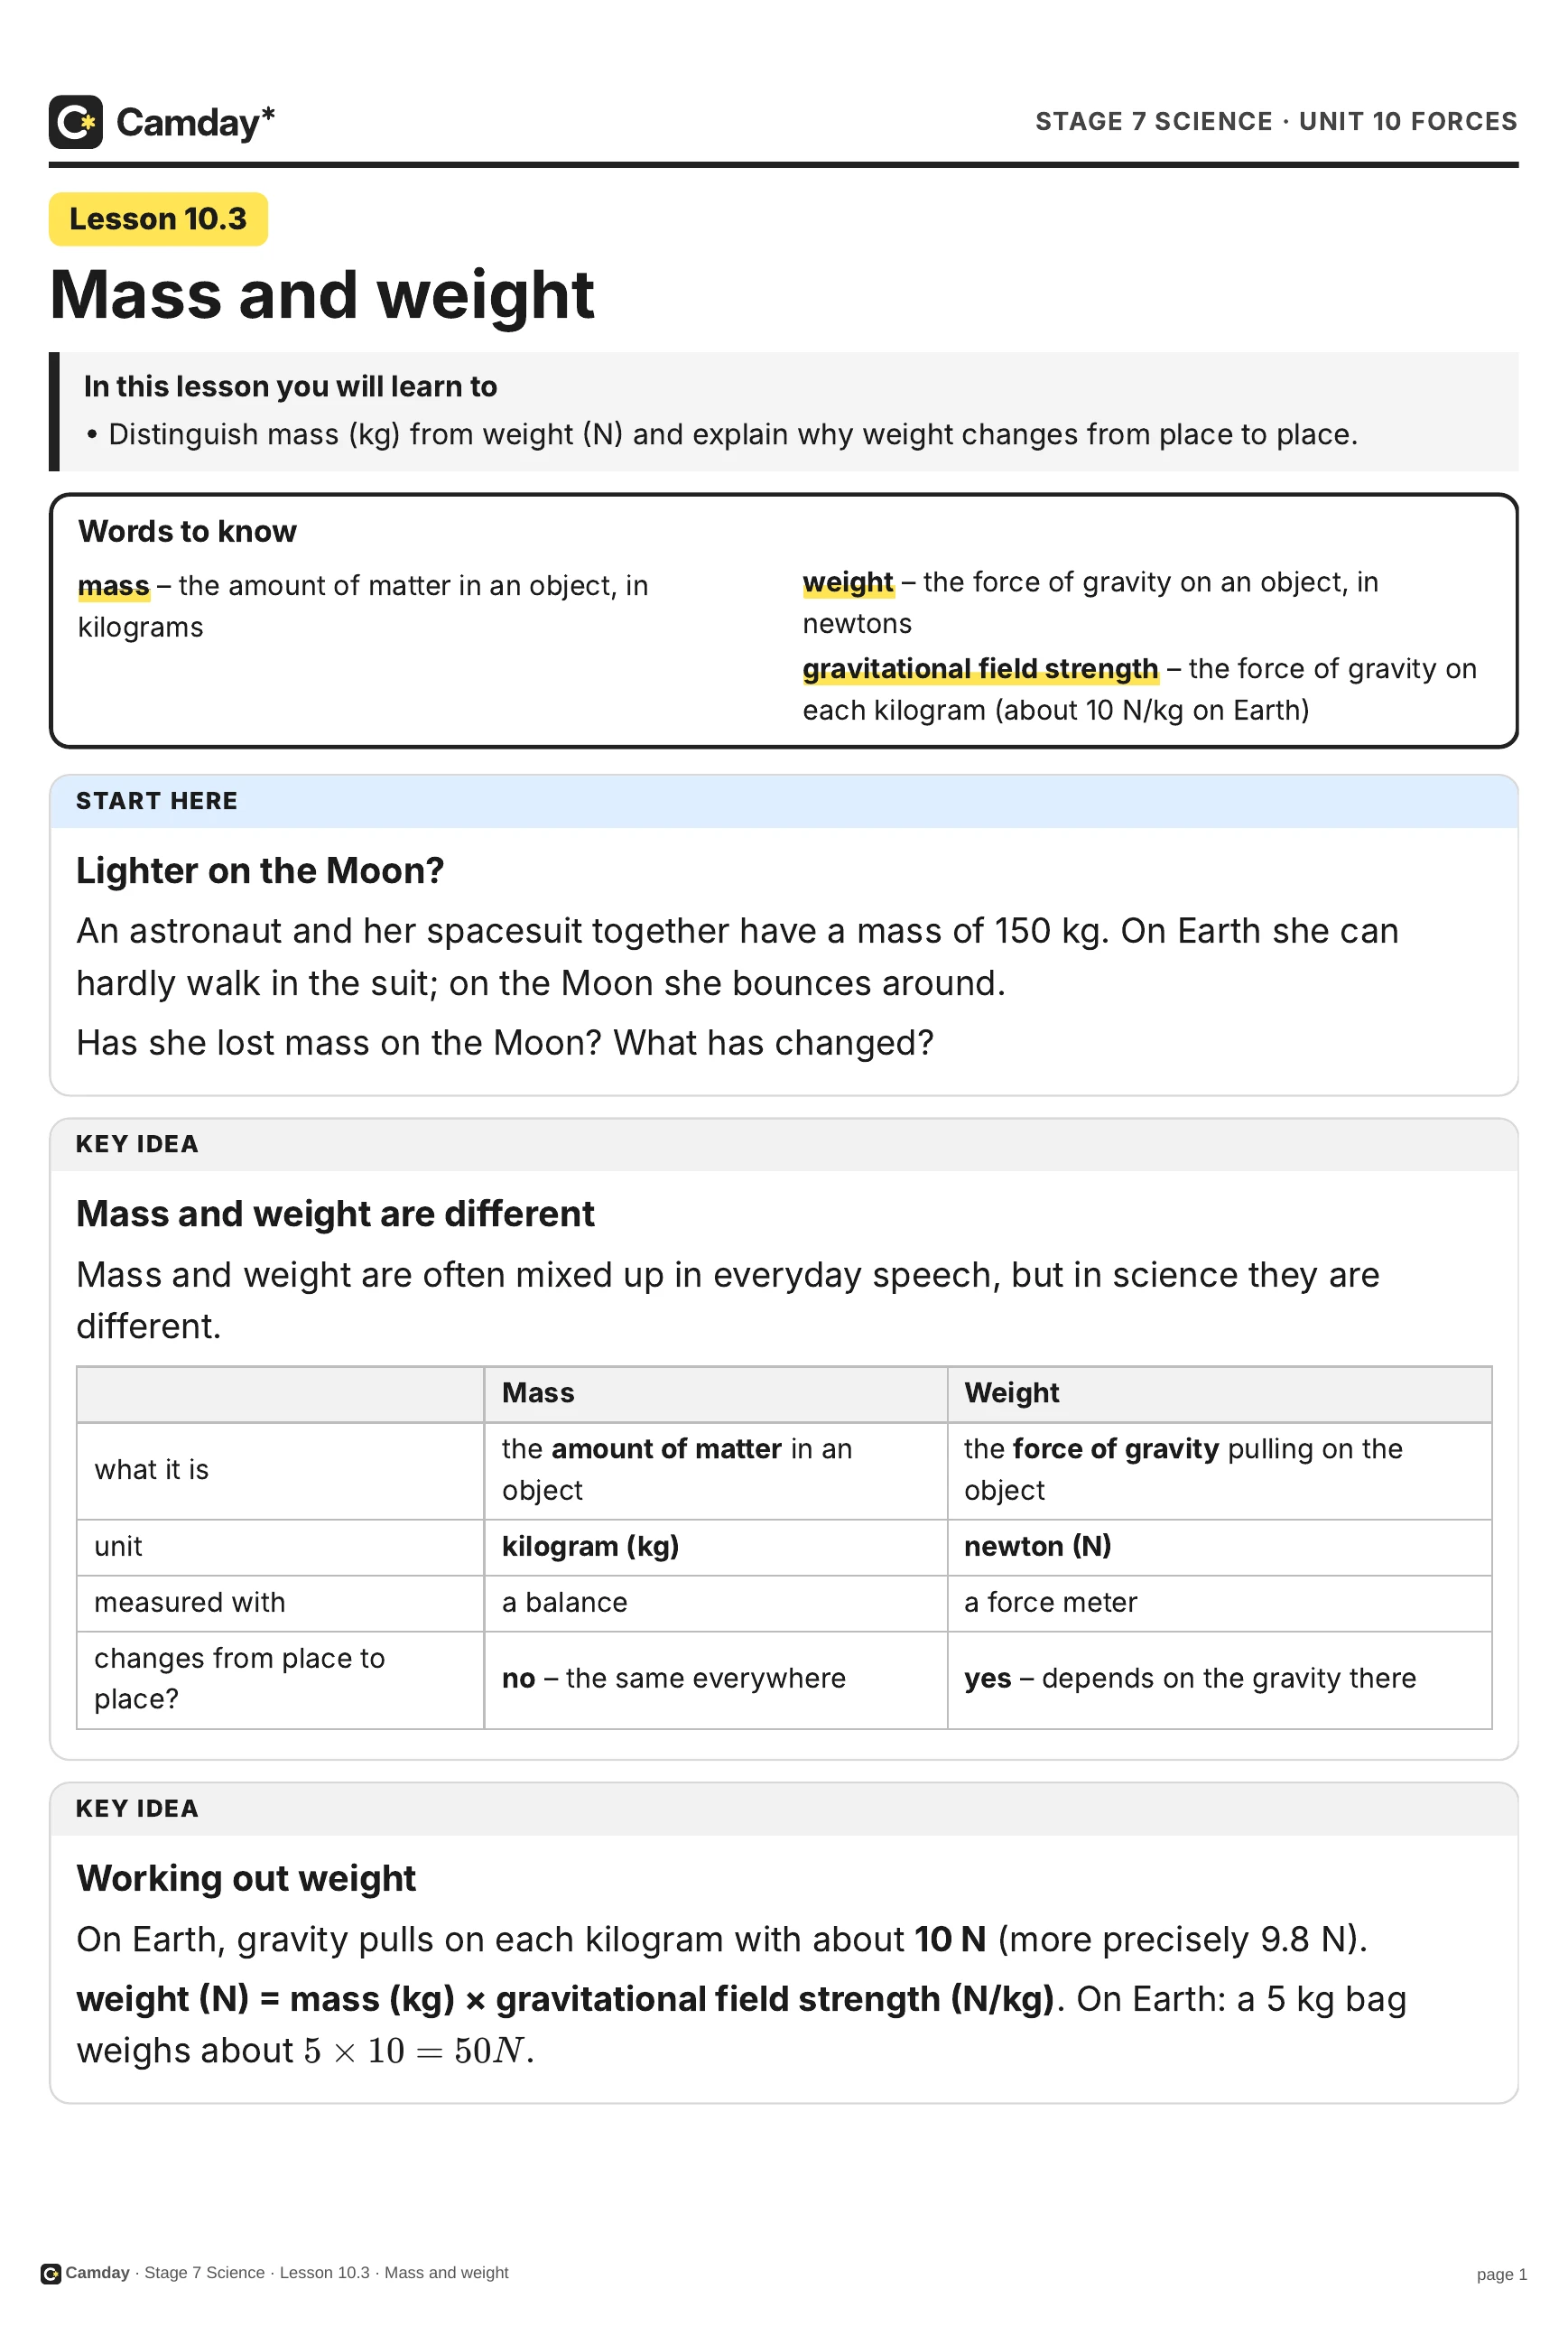 Camday*
STAGE 7 SCIENCE · UNIT 10 FORCES
Lesson 10.3
Mass and weight
In this lesson you will learn to
• Distinguish mass (kg) from weight (N) and explain why weight changes from place to place.
Words to know
mass – the amount of matter in an object, in
kilograms
weight – the force of gravity on an object, in
newtons
gravitational field strength – the force of gravity on
each kilogram (about 10 N/kg on Earth)
START HERE
Lighter on the Moon?
An astronaut and her spacesuit together have a mass of 150 kg. On Earth she can
hardly walk in the suit; on the Moon she bounces around.
Has she lost mass on the Moon? What has changed?
KEY IDEA
Mass and weight are different
Mass and weight are often mixed up in everyday speech, but in science they are
different.
Mass Weight
what it is
the amount of matter in an
object
the force of gravity pulling on the
object
unit kilogram (kg) newton (N)
measured with a balance a force meter
changes from place to
place?
no – the same everywhere
yes – depends on the gravity there
KEY IDEA
Working out weight
On Earth, gravity pulls on each kilogram with about 10 N (more precisely 9.8 N).
weight (N) = mass (kg) × gravitational field strength (N/kg). On Earth: a 5 kg bag
weighs about 5 × 10 = 50N.
Camday · Stage 7 Science · Lesson 10.3 · Mass and weight
page 1